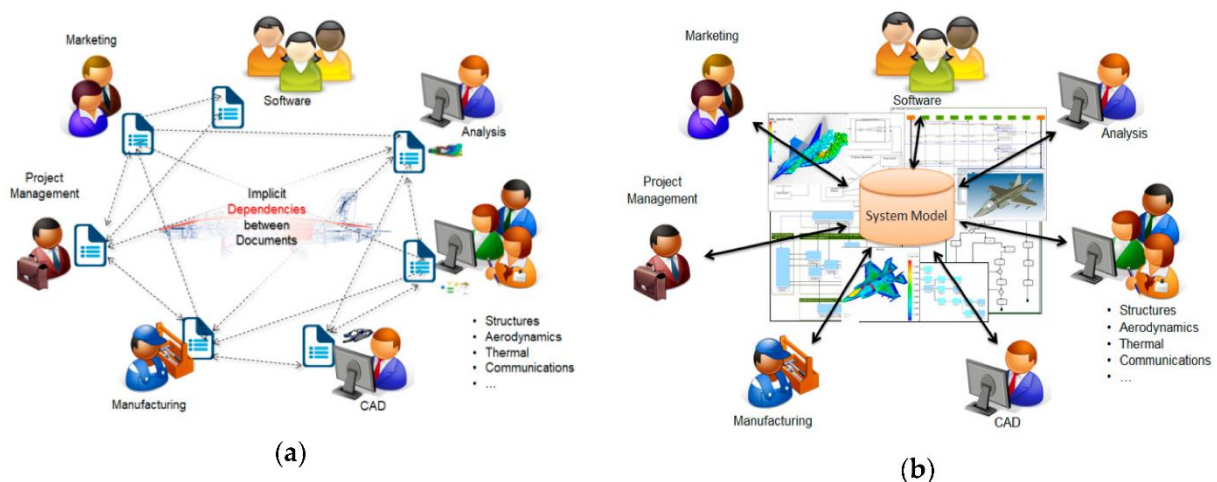 Marketing
Software
Analysis
Project
Management
Implicit
Dependencies
between
Documents
• Structures
• Aerodynamics
• Thermal
• Communications
• ...
Manufacturing
CAD
(a)
Marketing
Software
Analysis
Project
Management
System Model
• Structures
• Aerodynamics
• Thermal
• Communications
• ...
Manufacturing
CAD
(b)